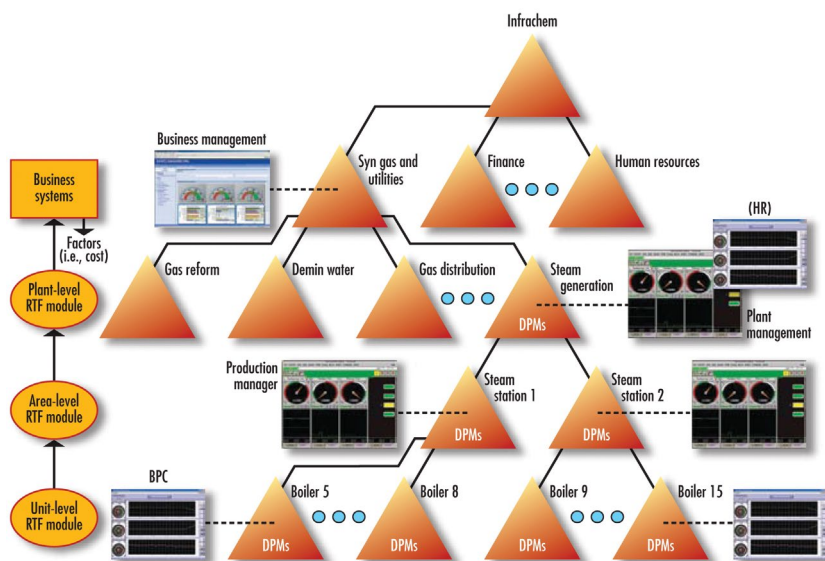 Infrachem
Business management
Syn gas and
utilities
Finance
Human resources
Business
systems
(HR)
Factors
(i.e., cost)
Gas reform
Demin water
Gas distribution
Steam
generation
Plant-level
RTF module
DPMs
Plant
management
Production
manager
Steam
station 1
Steam
station 2
Area-level
RTF module
DPMs
DPMs
BPC
Boiler 5
Boiler 8
Boiler 9
Boiler 15
Unit-level
RTF module
DPMs
DPMs
DPMs
DPMs